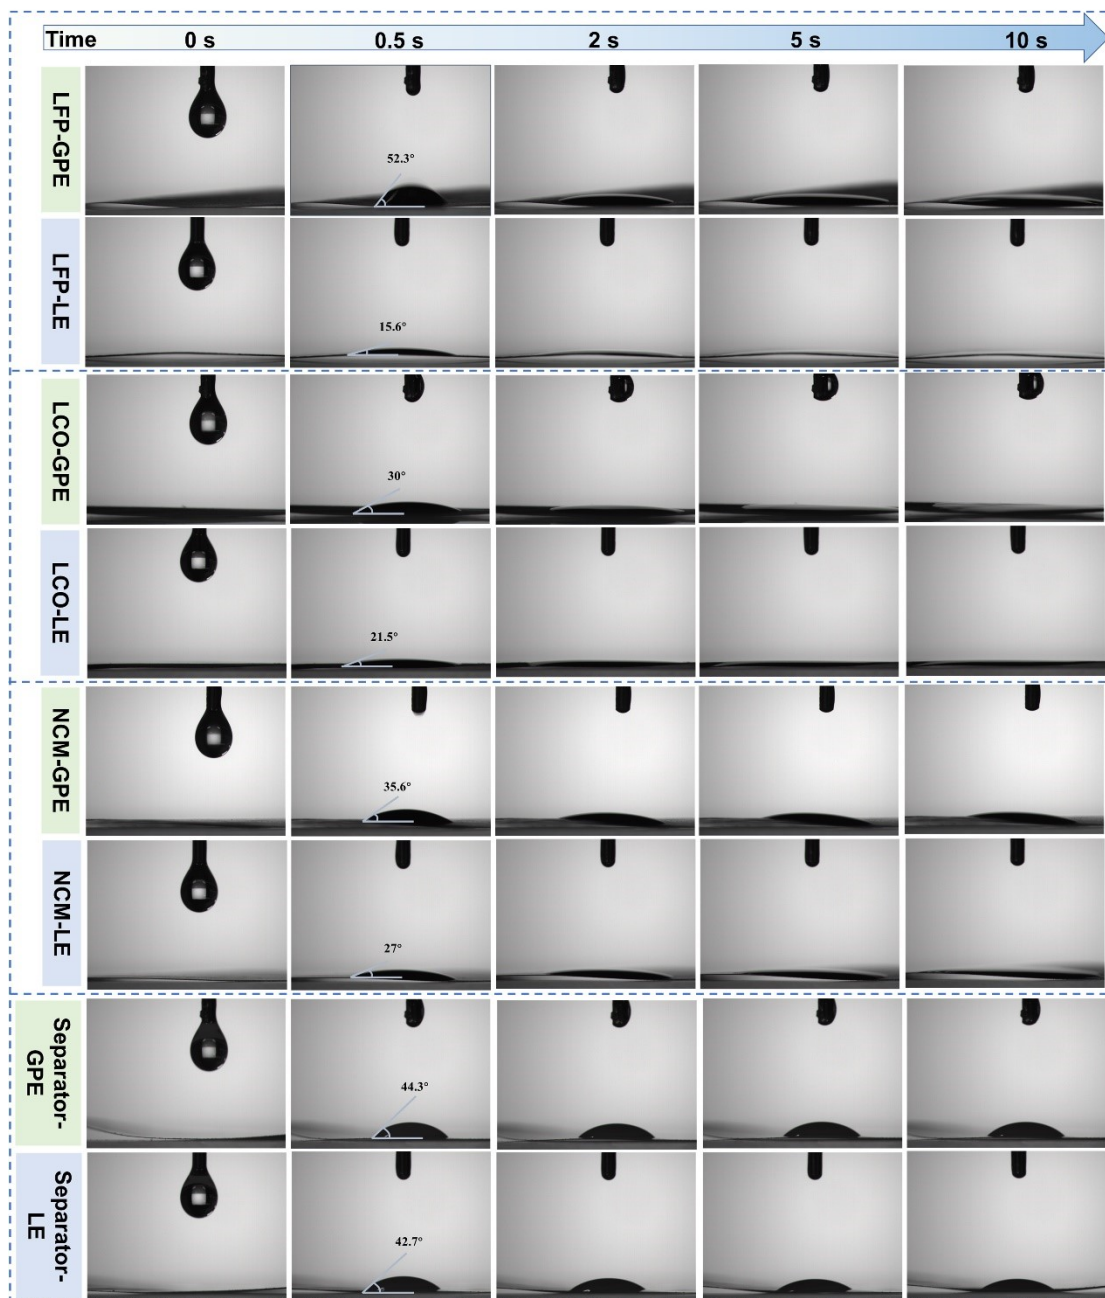 Time 0 s 0.5 s 2 s 5 s 10 s
LFP-GPE
52.3°
LFP-LE
15.6°
LCO-GPE
30°
LCO-LE
21.5°
NCM-GPE
35.6°
NCM-LE
27°
Separator-
GPE
44.3°
Separator-
LE
42.7°